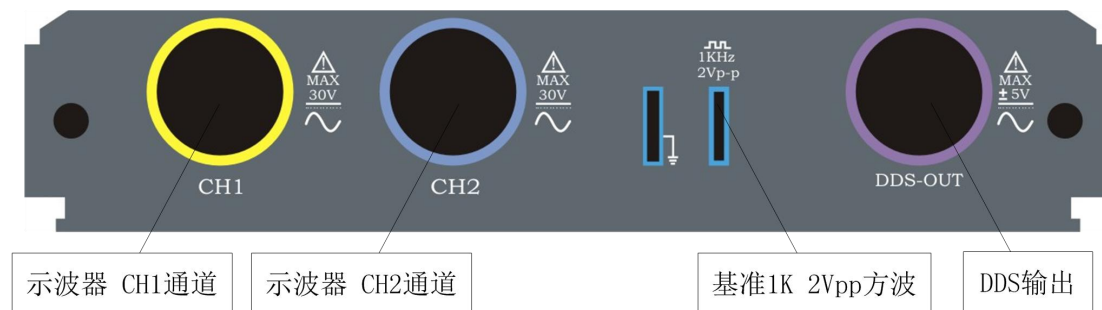 MAX
30V
CH1
MAX
30V
CH2
1KHz
2Vp-p
MAX
± 5V
DDS-OUT
示波器 CH1通道
示波器 CH2通道
基准1K 2Vpp方波
DDS输出